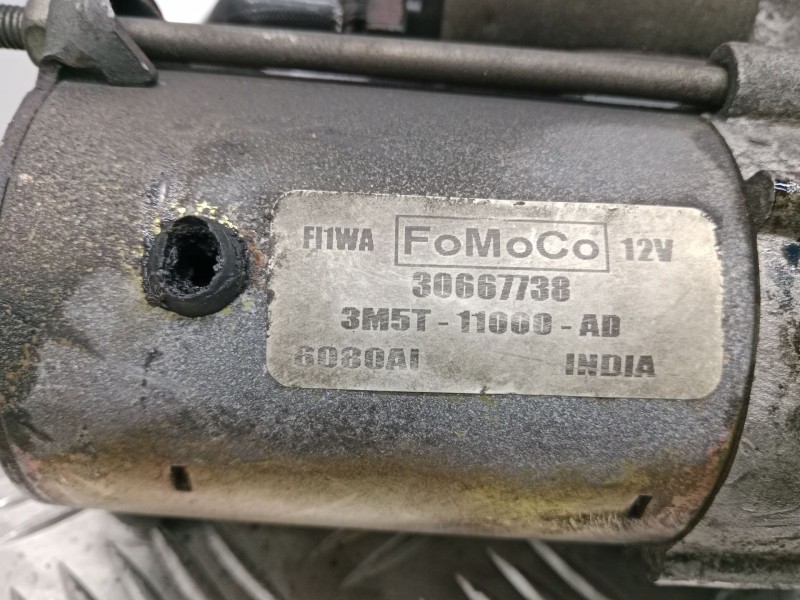 FI1WA FoMoCo 12V
30667738
3M5T-11000-AD
6080AI INDIA